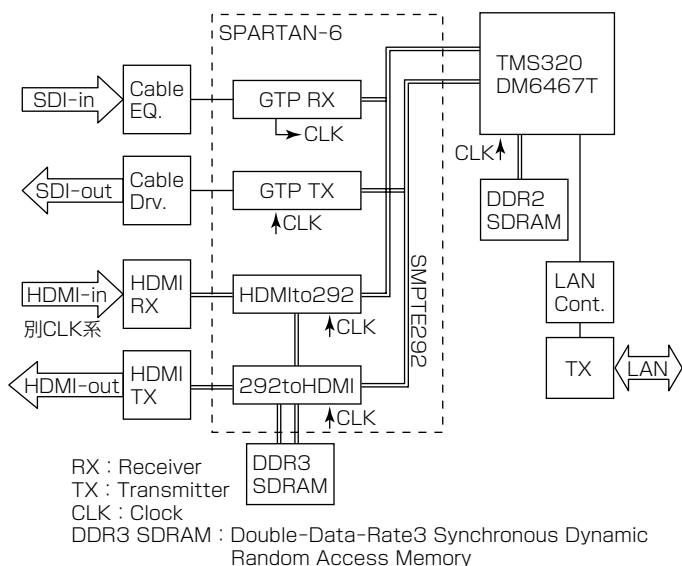 SPARTAN-6
TMS320
DM6467T
SDI-in
Cable
EQ.
GTP RX
CLK
CLK
SDI-out
Cable
Drv.
GTP TX
CLK
DDR2
SDRAM
SMPTE292
HDMI-in
別CLK系
HDMI
RX
HDMIto292
CLK
LAN
Cont.
HDMI-out
HDMI
TX
292toHDMI
CLK
TX
LAN
DDR3
SDRAM
RX：Receiver
TX：Transmitter
CLK：Clock
DDR3 SDRAM：Double-Data-Rate3 Synchronous Dynamic
Random Access Memory